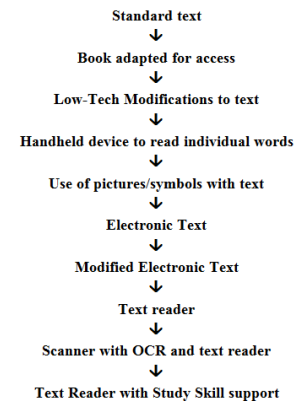 Standard text
↓
Book adapted for access
↓
Low-Tech Modifications to text
↓
Handheld device to read individual words
↓
Use of pictures/symbols with text
↓
Electronic Text
↓
Modified Electronic Text
↓
Text reader
↓
Scanner with OCR and text reader
↓
Text Reader with Study Skill support